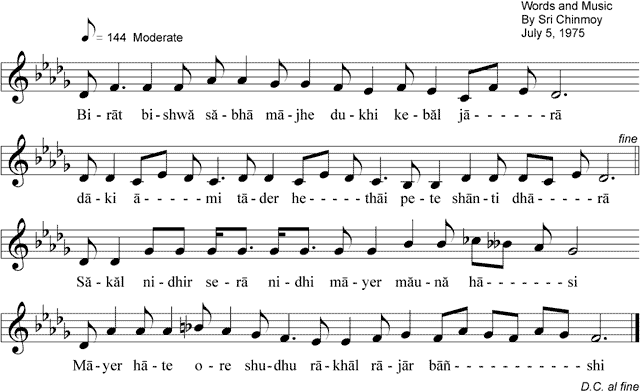 = 144 Moderate
Words and Music
By Sri Chinmoy
July 5, 1975
Bi-rāt bi-shwă să-bhā mā-jhe du-khi ke-băl jā------rā
fine
dā-ki ā-----mi tā-der he----thāi pe-te shān-ti dhā-----rā
Să-kăl ni-dhir se-rā ni-dhi mā-yer mău-nă hā----si
Mā-yer hā-te o-re shu-dhu rā-khāl rā-jār bāñ------shi
D.C. al fine